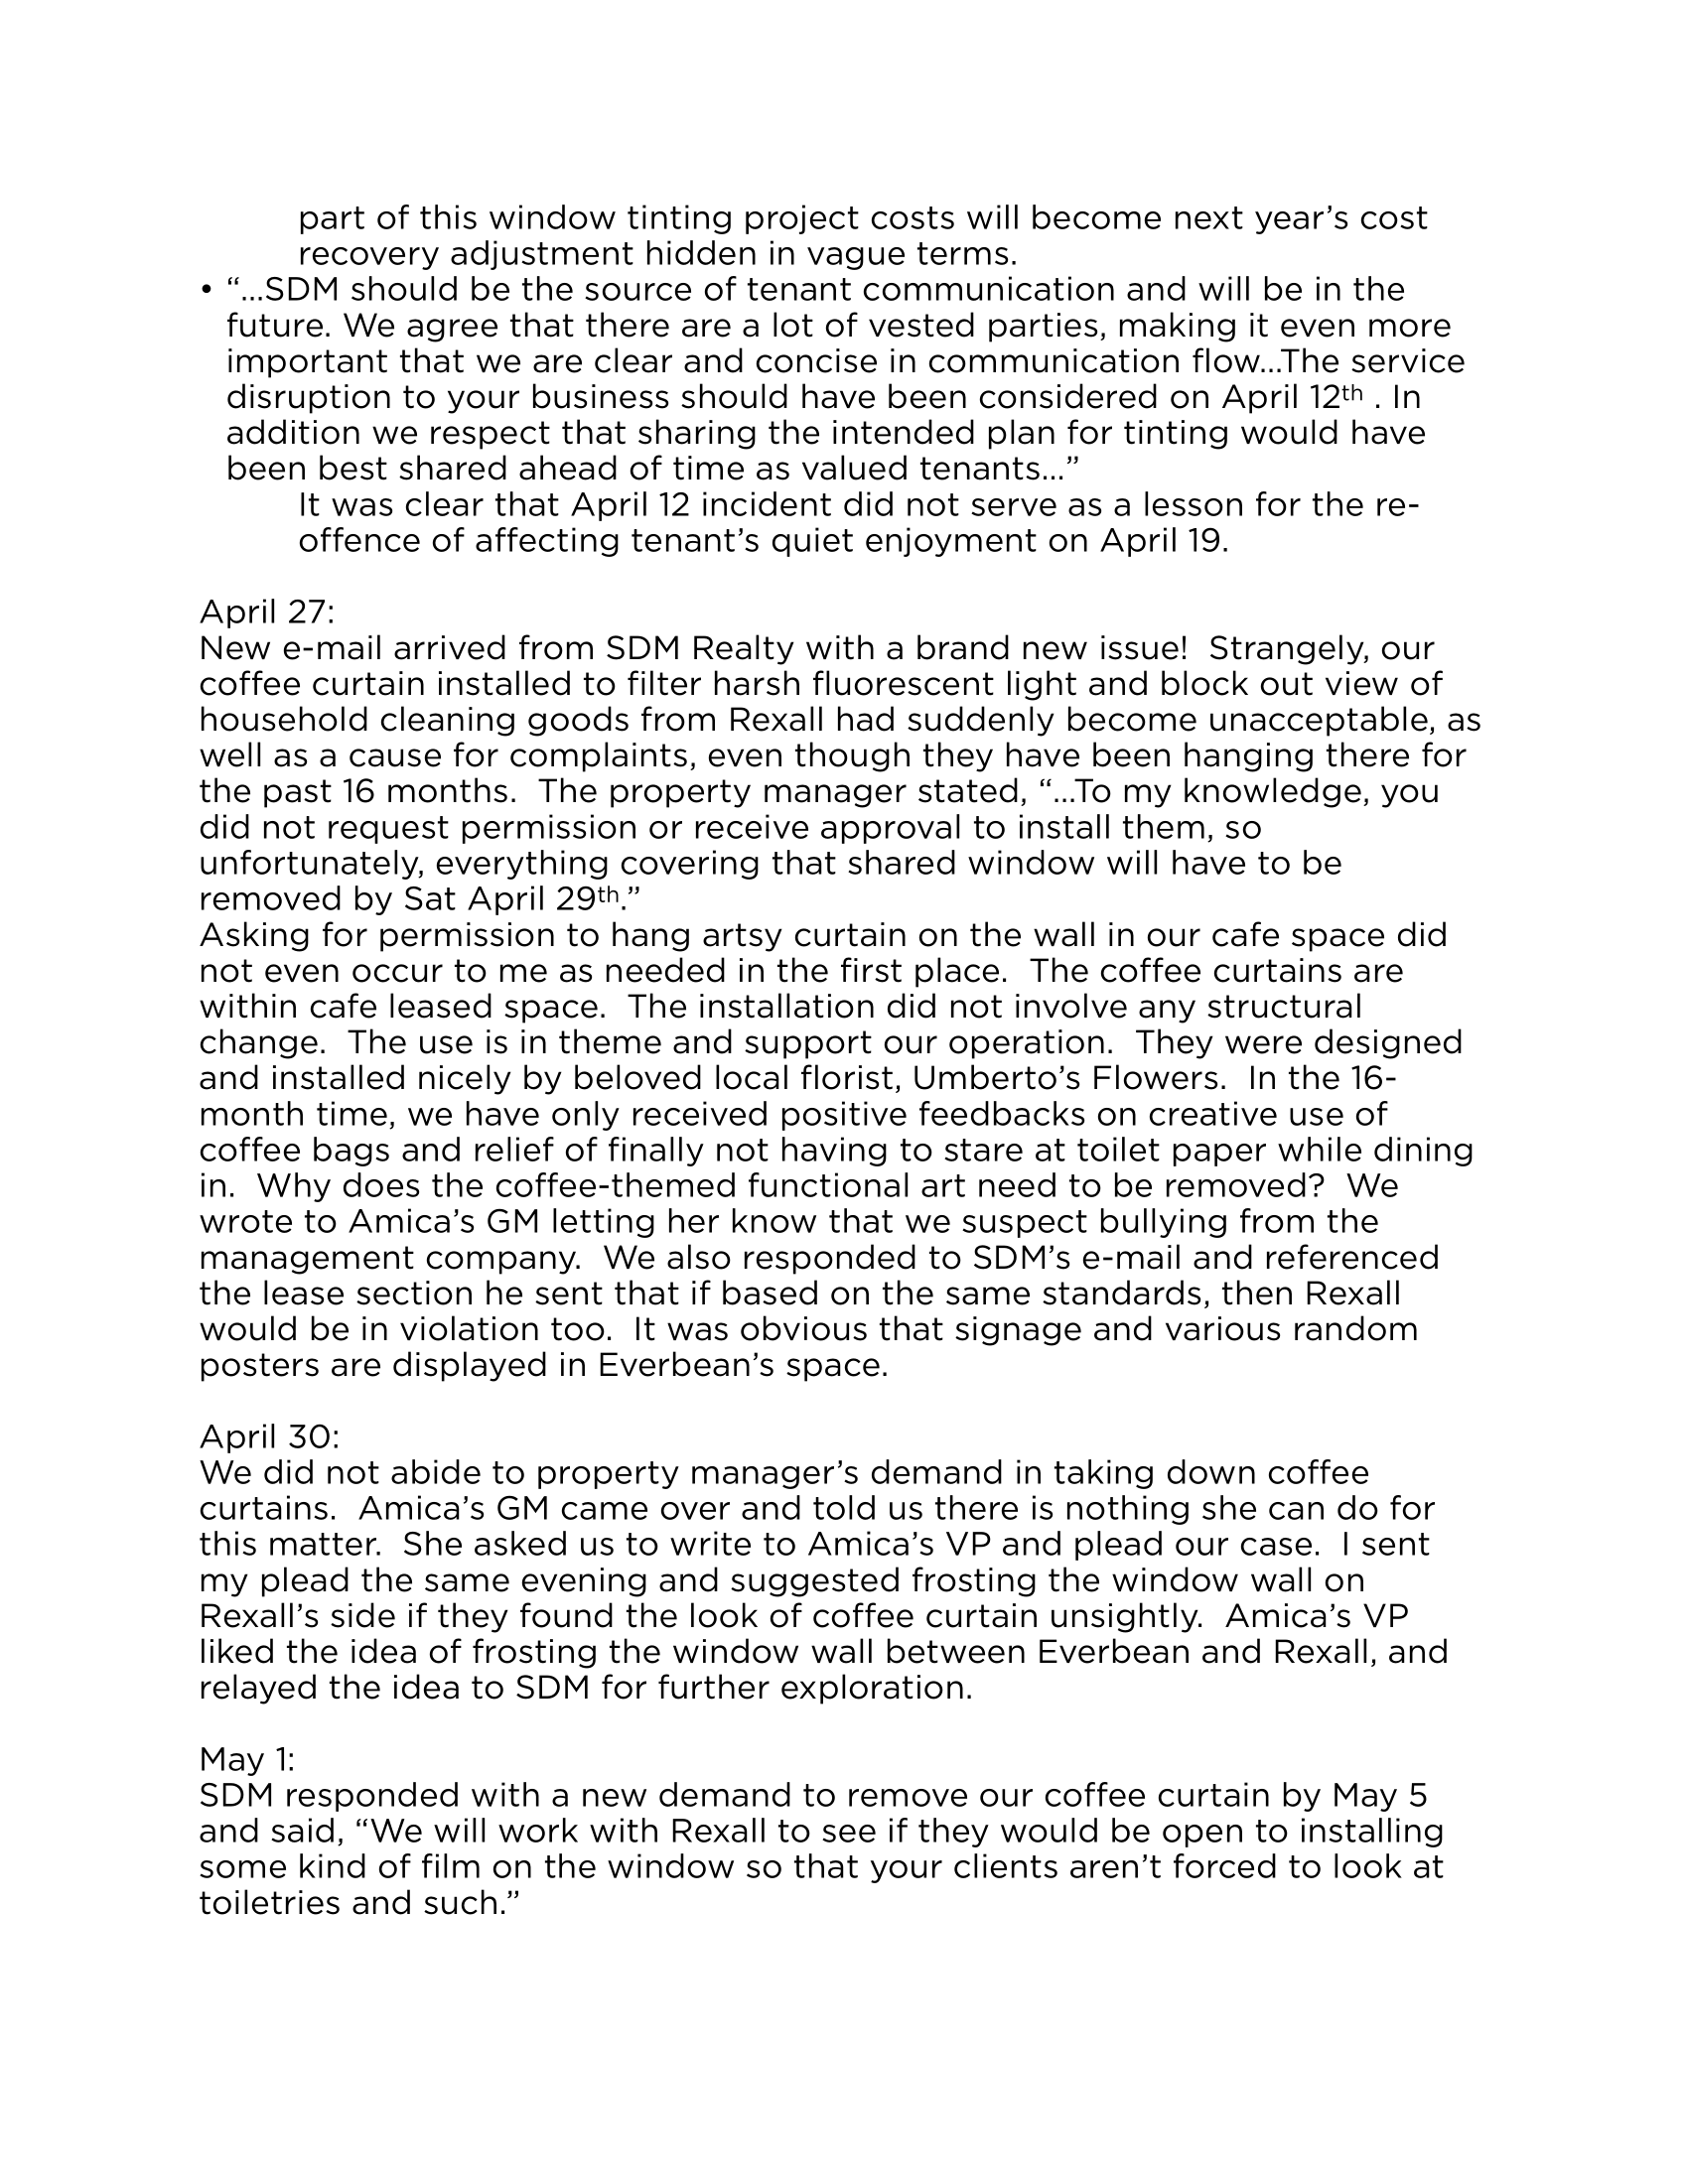 part of this window tinting project costs will become next year’s cost
recovery adjustment hidden in vague terms.
• “...SDM should be the source of tenant communication and will be in the
future. We agree that there are a lot of vested parties, making it even more
important that we are clear and concise in communication flow...The service
disruption to your business should have been considered on April 12th . In
addition we respect that sharing the intended plan for tinting would have
been best shared ahead of time as valued tenants...”
It was clear that April 12 incident did not serve as a lesson for the re-
offence of affecting tenant’s quiet enjoyment on April 19.
April 27:
New e-mail arrived from SDM Realty with a brand new issue!  Strangely, our
coffee curtain installed to filter harsh fluorescent light and block out view of
household cleaning goods from Rexall had suddenly become unacceptable, as
well as a cause for complaints, even though they have been hanging there for
the past 16 months.  The property manager stated, “...To my knowledge, you
did not request permission or receive approval to install them, so
unfortunately, everything covering that shared window will have to be
removed by Sat April 29th.”
Asking for permission to hang artsy curtain on the wall in our cafe space did
not even occur to me as needed in the first place.  The coffee curtains are
within cafe leased space.  The installation did not involve any structural
change.  The use is in theme and support our operation.  They were designed
and installed nicely by beloved local florist, Umberto’s Flowers.  In the 16-
month time, we have only received positive feedbacks on creative use of
coffee bags and relief of finally not having to stare at toilet paper while dining
in.  Why does the coffee-themed functional art need to be removed?  We
wrote to Amica’s GM letting her know that we suspect bullying from the
management company.  We also responded to SDM’s e-mail and referenced
the lease section he sent that if based on the same standards, then Rexall
would be in violation too.  It was obvious that signage and various random
posters are displayed in Everbean’s space.
April 30:
We did not abide to property manager’s demand in taking down coffee
curtains.  Amica’s GM came over and told us there is nothing she can do for
this matter.  She asked us to write to Amica’s VP and plead our case.  I sent
my plead the same evening and suggested frosting the window wall on
Rexall’s side if they found the look of coffee curtain unsightly.  Amica’s VP
liked the idea of frosting the window wall between Everbean and Rexall, and
relayed the idea to SDM for further exploration.
May 1:
SDM responded with a new demand to remove our coffee curtain by May 5
and said, “We will work with Rexall to see if they would be open to installing
some kind of film on the window so that your clients aren’t forced to look at
toiletries and such.”